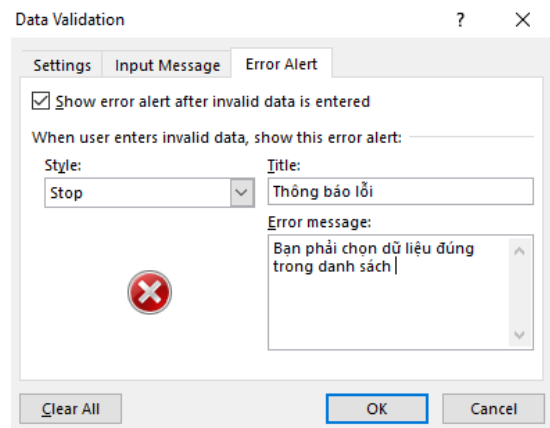 Data Validation
Settings
Input Message
Error Alert
Show error alert after invalid data is entered
When user enters invalid data, show this error alert:
Style:
Title:
Stop
Thông báo lỗi
Error message:
Bạn phải chọn dữ liệu đúng
trong danh sách
Clear All
OK
Cancel